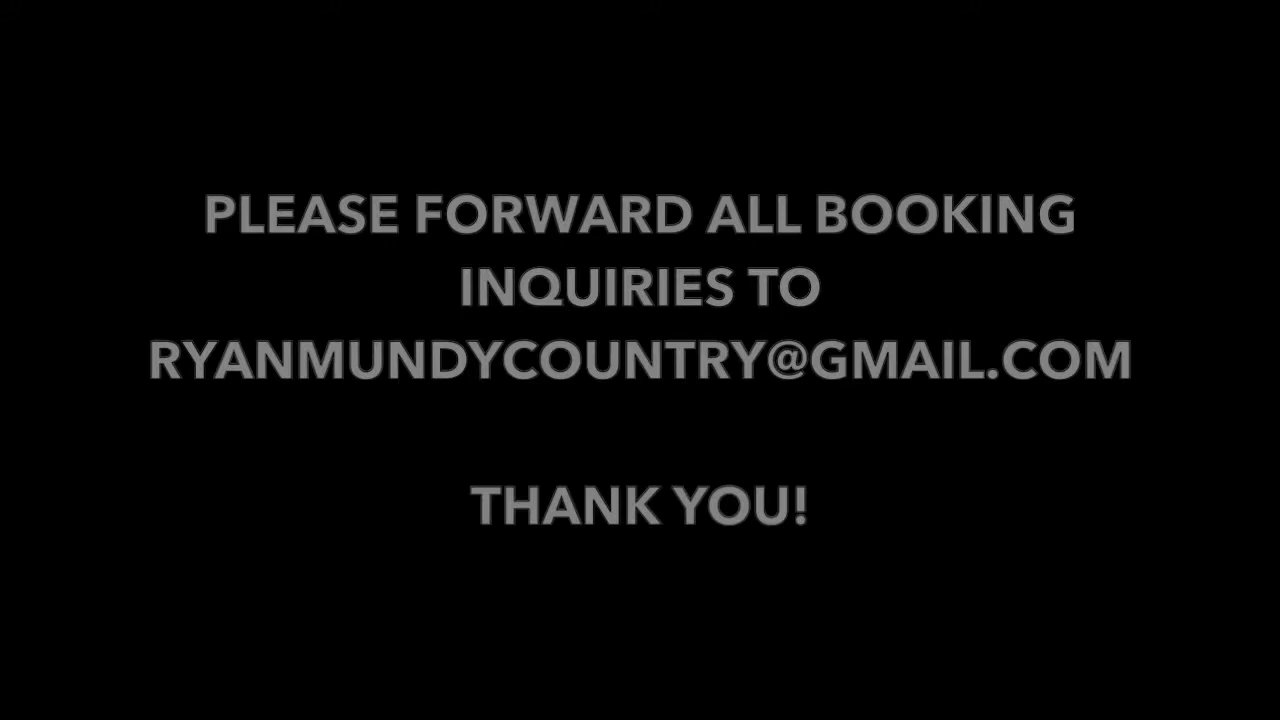 PLEASE FORWARD ALL BOOKING
INQUIRIES TO
RYANMUNDYCOUNTRY@GMAIL.COM
THANK YOU!